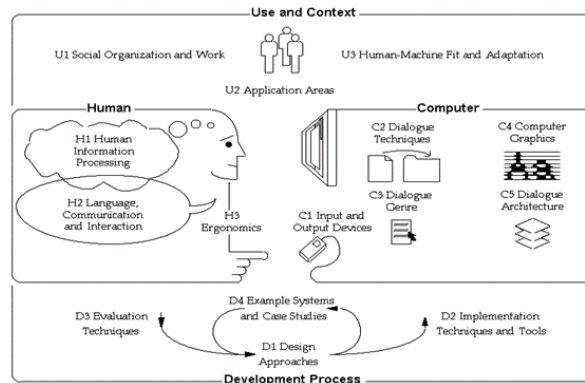 Use and Context
U1 Social Organization and Work
U3 Human-Machine Fit and Adaptation
U2 Application Areas
Human
Computer
H1 Human
Information
Processing
C2 Dialogue
Techniques
C4 Computer
Graphics
Aa
H2 Language,
Communication
and Interaction
H3
Ergonomics
C3 Dialogue
Genre
C1 Input and
Output Devices
C5 Dialogue
Architecture
D4 Example Systems
and Case Studies
D3 Evaluation
Techniques
D2 Implementation
Techniques and Tools
D1 Design
Approaches
Development Process